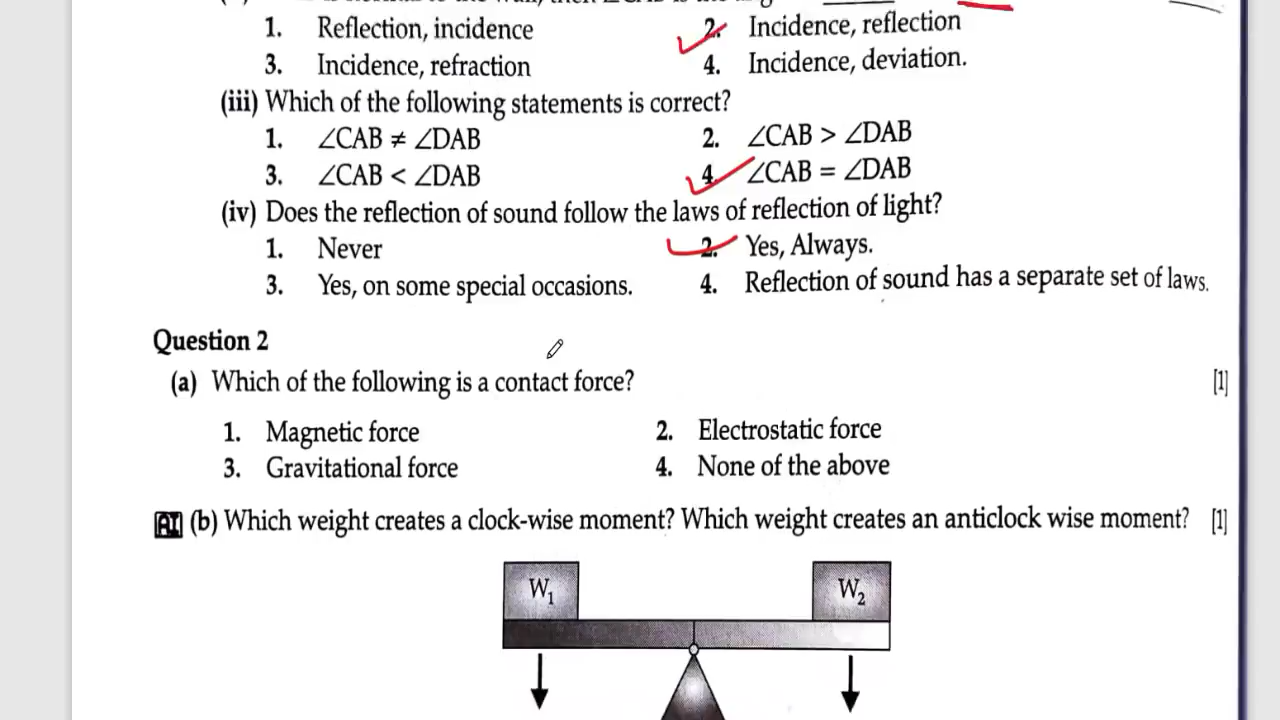 1. Reflection, incidence 2. Incidence, reflection
3. Incidence, refraction 4. Incidence, deviation.
(iii) Which of the following statements is correct?
1. ∠CAB ≠ ∠DAB 2. ∠CAB > ∠DAB
3. ∠CAB < ∠DAB 4. ∠CAB = ∠DAB
(iv) Does the reflection of sound follow the laws of reflection of light?
1. Never 2. Yes, Always.
3. Yes, on some special occasions. 4. Reflection of sound has a separate set of laws.
Question 2
(a) Which of the following is a contact force? [1]
1. Magnetic force 2. Electrostatic force
3. Gravitational force 4. None of the above
AI (b) Which weight creates a clock-wise moment? Which weight creates an anticlock wise moment? [1]
W₁ W₂